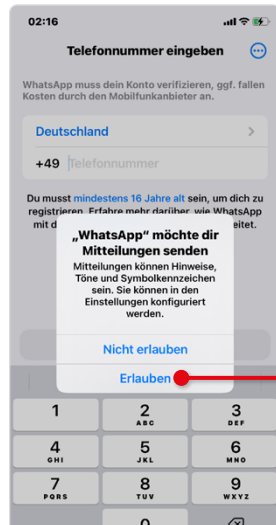 02:16
Telefonnummer eingeben
WhatsApp muss dein Konto verifizieren, ggf. fallen
Kosten durch den Mobilfunkanbieter an.
Deutschland
+49 Telefonnummer
Du musst mindestens 16 Jahre alt sein, um dich zu
registrieren. Erfahre mehr darüber, wie WhatsApp
mit d
eitet.
„WhatsApp“ möchte dir
Mitteilungen senden
Mitteilungen können Hinweise,
Töne und Symbolkennzeichen
sein. Sie können in den
Einstellungen konfiguriert
werden.
Nicht erlauben
Erlauben
1 2 3
ABC DEF
4 5 6
GHI JKL MNO
7 8 9
PQRS TUV WXYZ
0